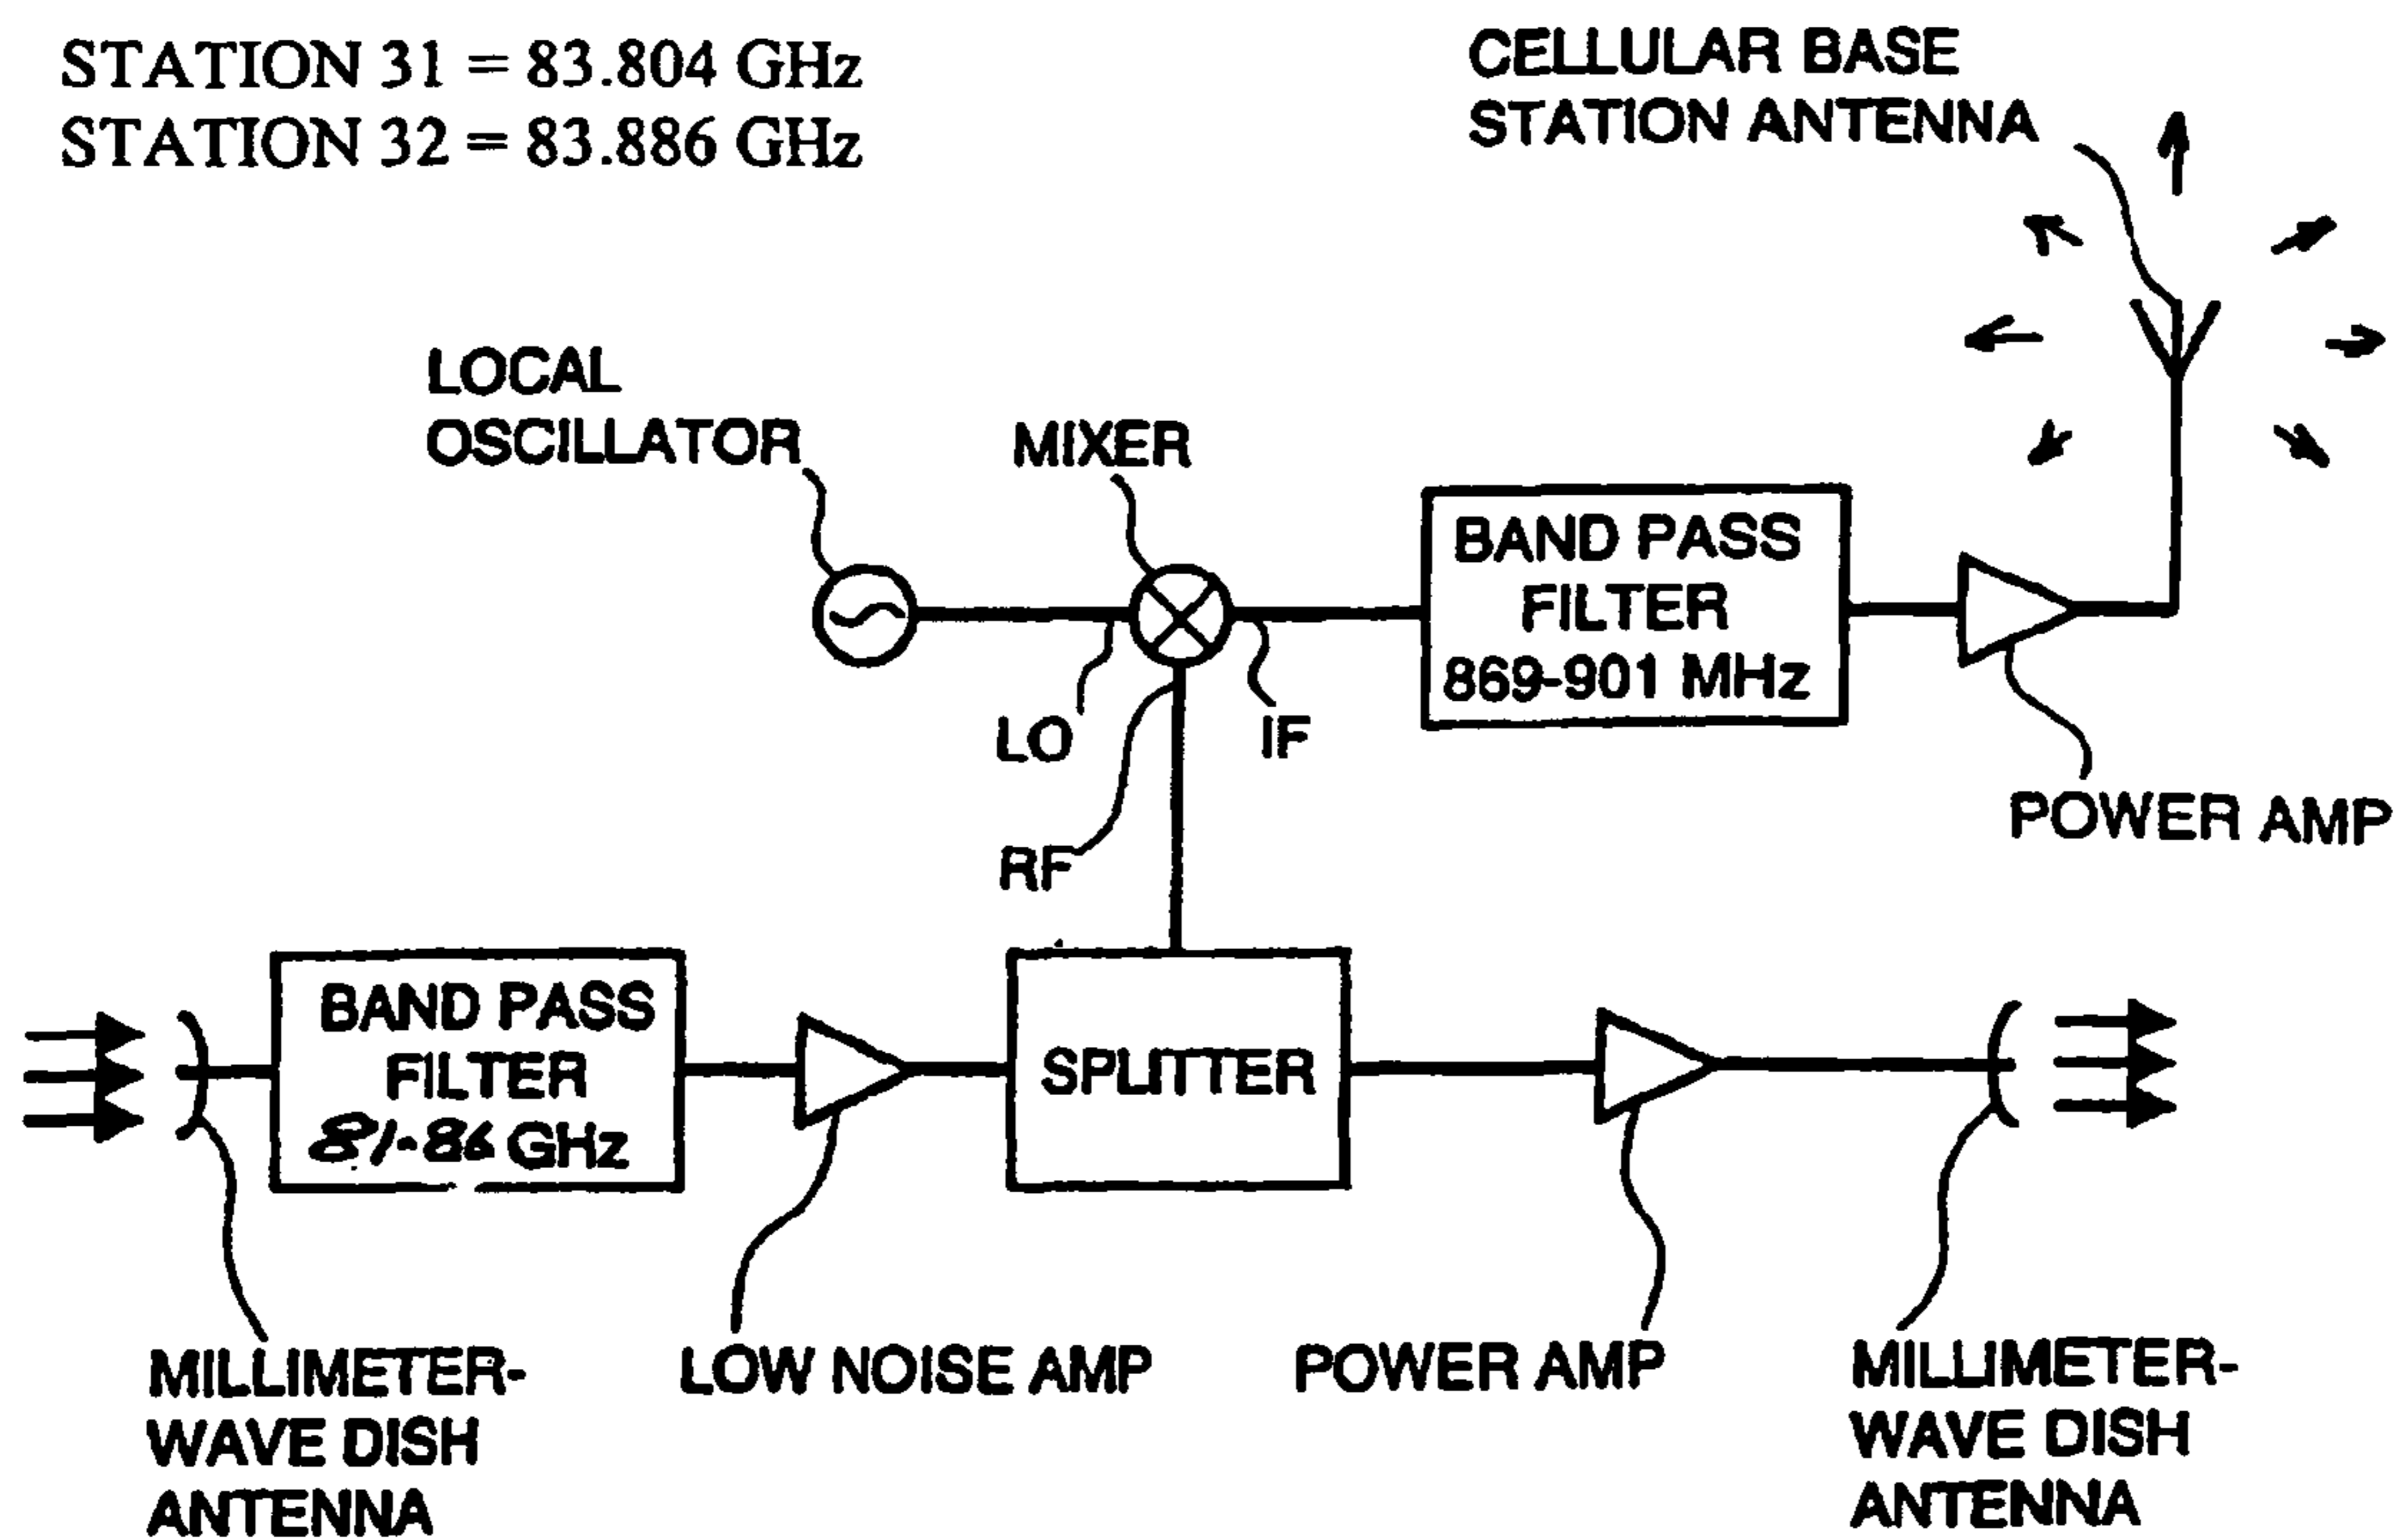 STATION 31 = 83.804 GHz
STATION 32 = 83.886 GHz
CELLULAR BASE
STATION ANTENNA
LOCAL
OSCILLATOR
MIXER
BAND PASS
FILTER
869-901 MHz
LO
IF
RF
POWER AMP
BAND PASS
FILTER
81-86 GHz
SPLITTER
MILLIMETER-
WAVE DISH
ANTENNA
LOW NOISE AMP
POWER AMP
MILLIMETER-
WAVE DISH
ANTENNA